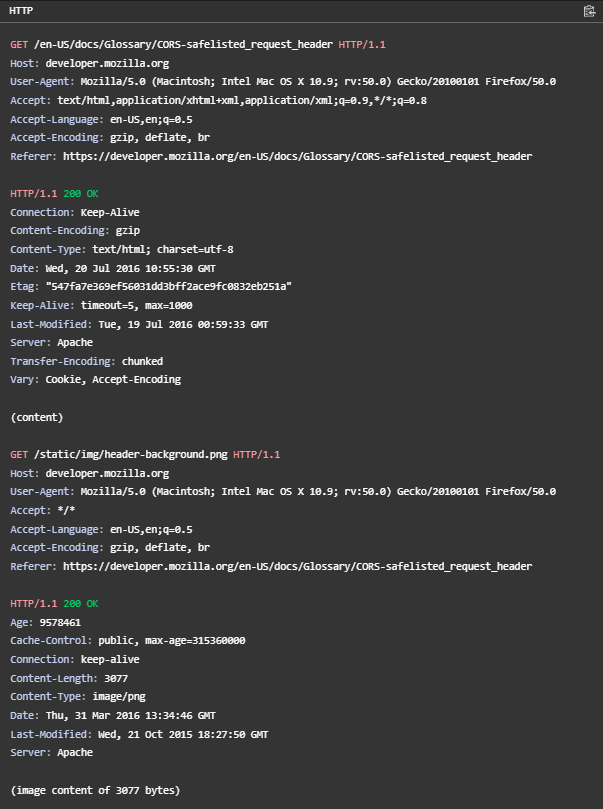 HTTP
GET /en-US/docs/Glossary/CORS-safelisted_request_header HTTP/1.1
Host: developer.mozilla.org
User-Agent: Mozilla/5.0 (Macintosh; Intel Mac OS X 10.9; rv:50.0) Gecko/20100101 Firefox/50.0
Accept: text/html,application/xhtml+xml,application/xml;q=0.9,*/*;q=0.8
Accept-Language: en-US,en;q=0.5
Accept-Encoding: gzip, deflate, br
Referer: https://developer.mozilla.org/en-US/docs/Glossary/CORS-safelisted_request_header

HTTP/1.1 200 OK
Connection: Keep-Alive
Content-Encoding: gzip
Content-Type: text/html; charset=utf-8
Date: Wed, 20 Jul 2016 10:55:30 GMT
Etag: "547fa7e369ef56031dd3bff2ace9fc0832eb251a"
Keep-Alive: timeout=5, max=1000
Last-Modified: Tue, 19 Jul 2016 00:59:33 GMT
Server: Apache
Transfer-Encoding: chunked
Vary: Cookie, Accept-Encoding

(content)

GET /static/img/header-background.png HTTP/1.1
Host: developer.mozilla.org
User-Agent: Mozilla/5.0 (Macintosh; Intel Mac OS X 10.9; rv:50.0) Gecko/20100101 Firefox/50.0
Accept: */*
Accept-Language: en-US,en;q=0.5
Accept-Encoding: gzip, deflate, br
Referer: https://developer.mozilla.org/en-US/docs/Glossary/CORS-safelisted_request_header

HTTP/1.1 200 OK
Age: 9578461
Cache-Control: public, max-age=315360000
Connection: keep-alive
Content-Length: 3077
Content-Type: image/png
Date: Thu, 31 Mar 2016 13:34:46 GMT
Last-Modified: Wed, 21 Oct 2015 18:27:50 GMT
Server: Apache

(image content of 3077 bytes)